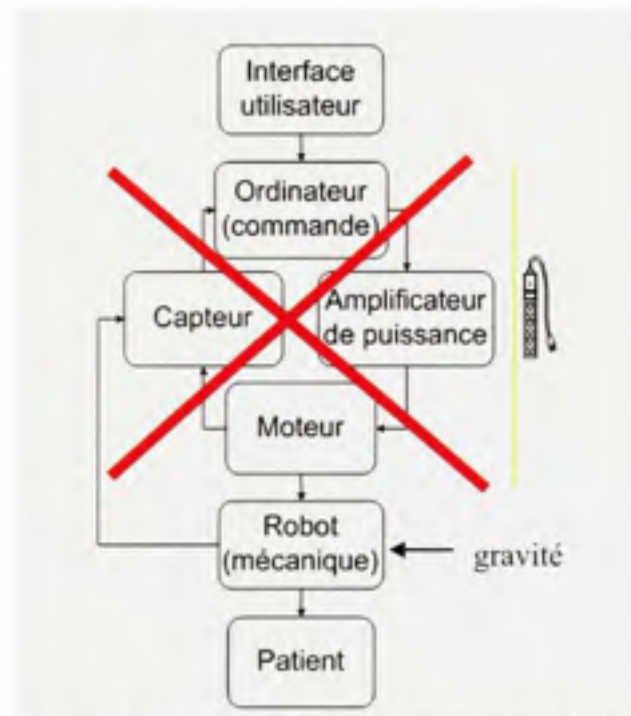 Interface
utilisateur
Ordinateur
(commande)
Capteur
Amplificateur
de puissance
Moteur
Robot
(mécanique)
gravité
Patient